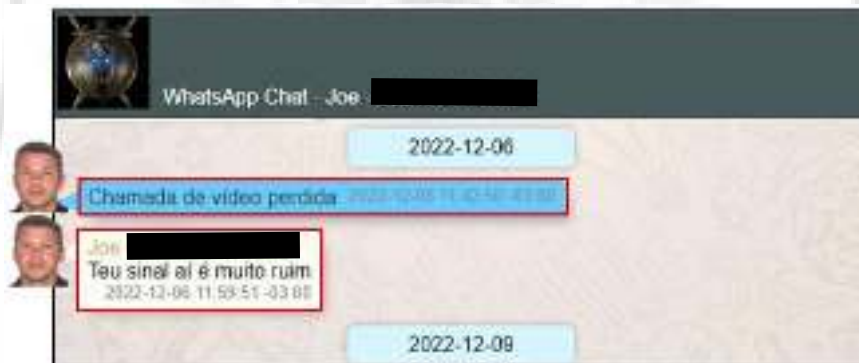 WhatsApp Chat - Joe
2022-12-06
Chamada de vídeo perdida
Joe
Teu sinal aí é muito ruim
2022-12-06 11:59:51 -03:00
2022-12-09